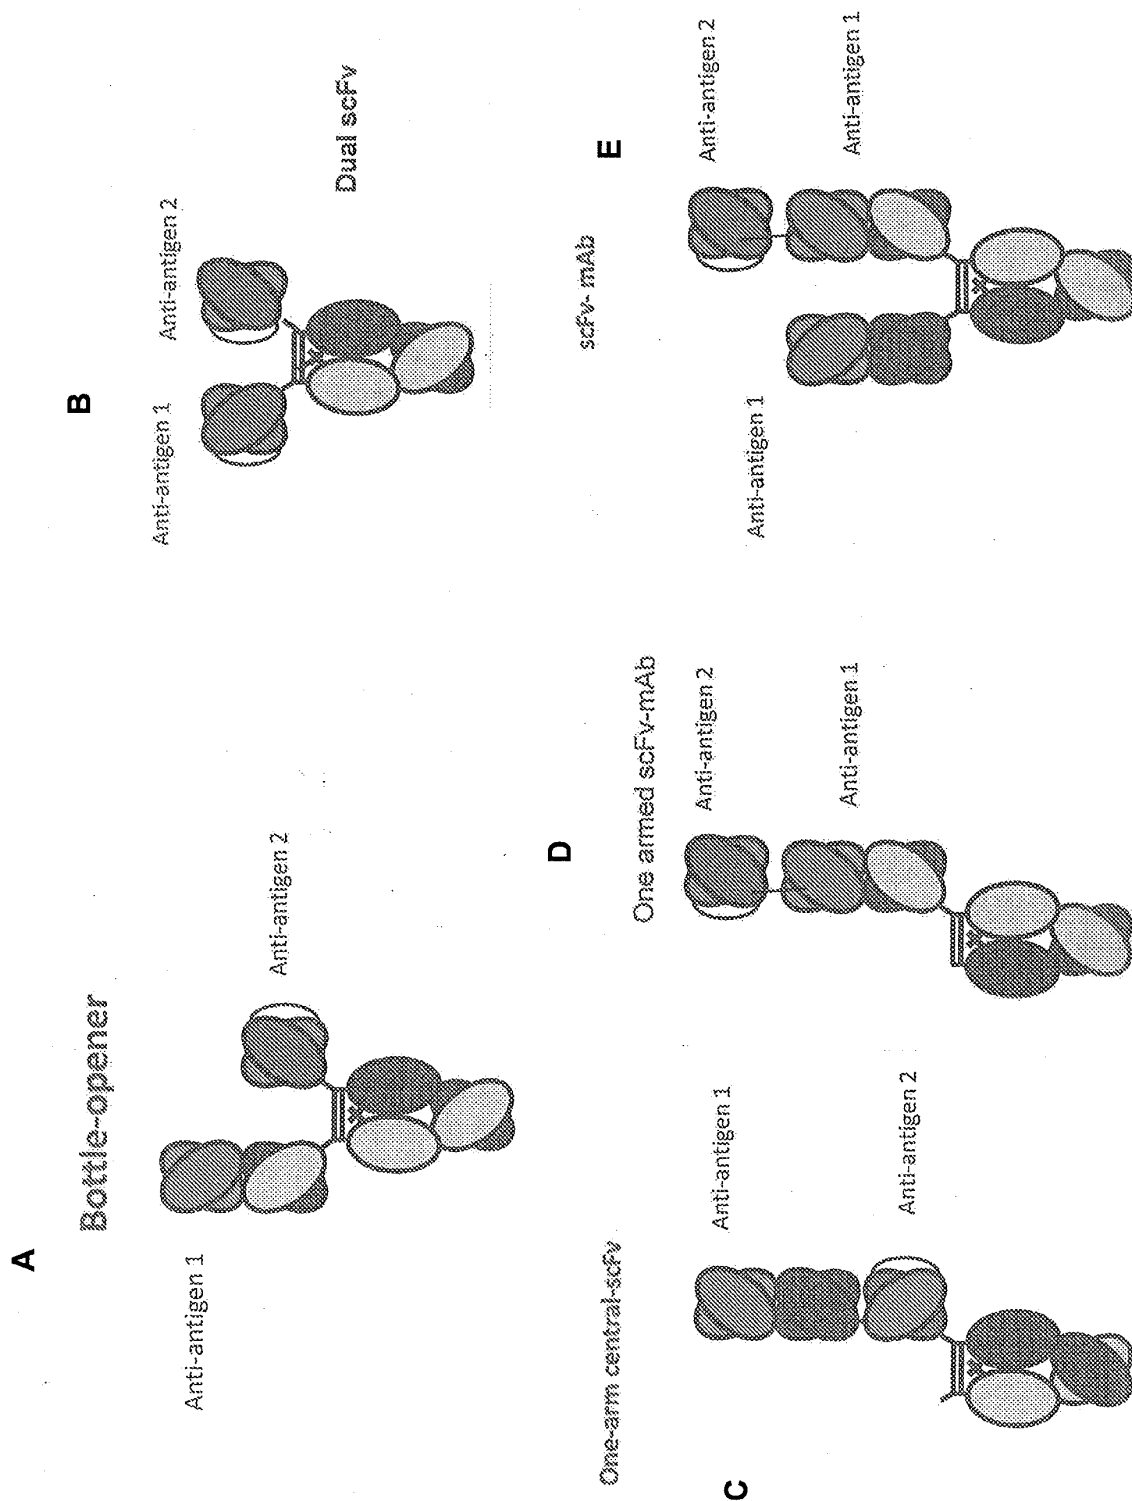 A
Bottle-opener
Anti-antigen 1
Anti-antigen 2
B
Anti-antigen 1
Anti-antigen 2
Dual scFv
C
One-arm central-scFv
Anti-antigen 1
Anti-antigen 2
D
One armed scFv-mAb
Anti-antigen 2
Anti-antigen 1
E
scFv- mAb
Anti-antigen 1
Anti-antigen 2
Anti-antigen 1